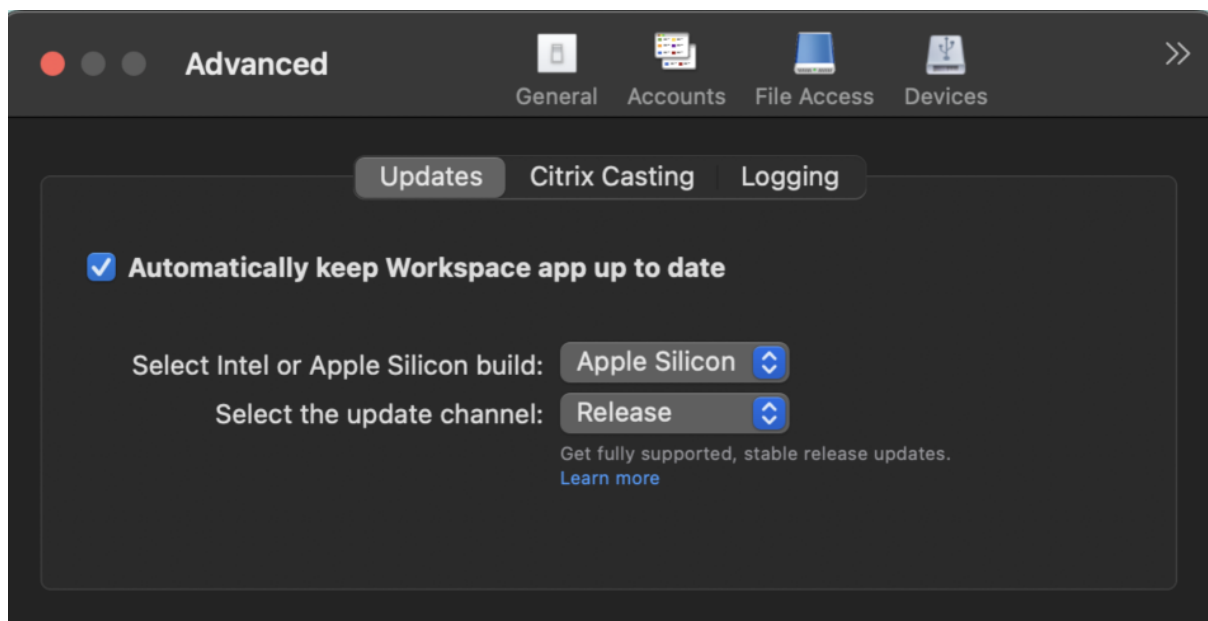 Advanced
General Accounts File Access Devices
Updates Citrix Casting Logging
Automatically keep Workspace app up to date
Select Intel or Apple Silicon build: Apple Silicon
Select the update channel: Release
Get fully supported, stable release updates.
Learn more